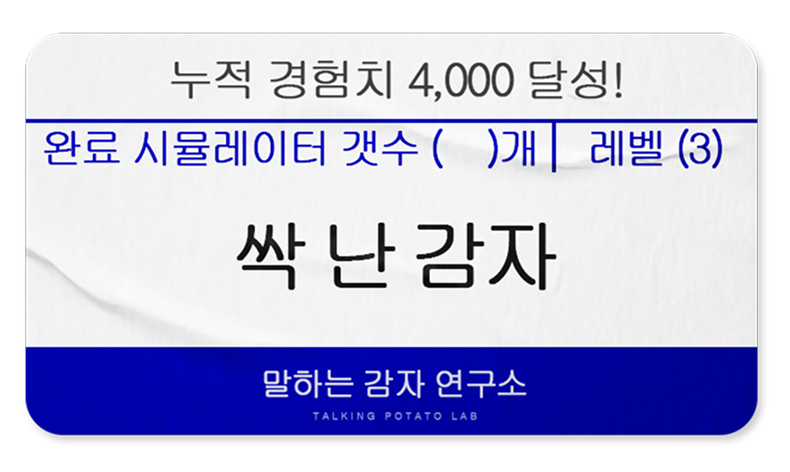 누적 경험치 4,000 달성!
완료 시뮬레이터 갯수 (    )개 | 레벨 (3)
싹 난 감자
말하는 감자 연구소
TALKING POTATO LAB